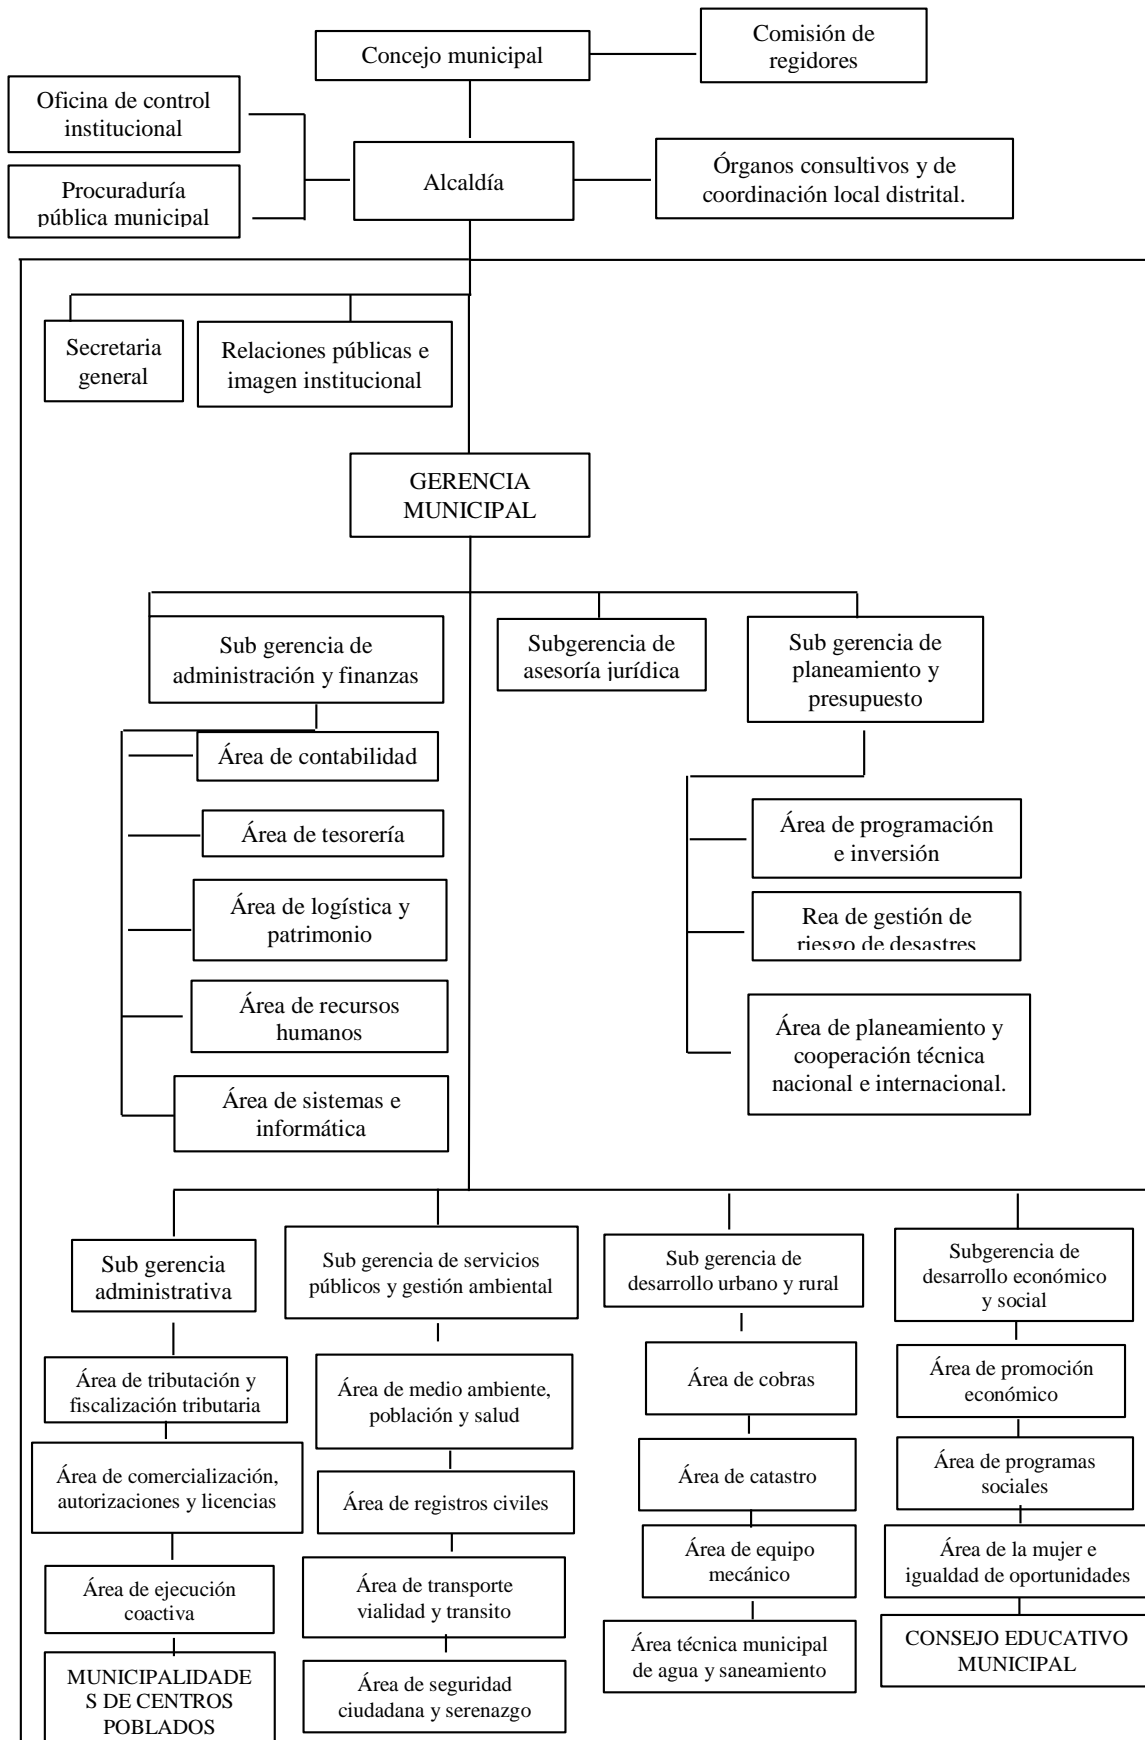 Concejo municipal
Comisión de
regidores
Oficina de control
institucional
Procuraduría
pública municipal
Alcaldía
Órganos consultivos y de
coordinación local distrital.
Secretaria
general
Relaciones públicas e
imagen institucional
GERENCIA
MUNICIPAL
Sub gerencia de
administración y finanzas
Subgerencia de
asesoría jurídica
Sub gerencia de
planeamiento y
presupuesto
Área de contabilidad
Área de tesorería
Área de logística y
patrimonio
Área de recursos
humanos
Área de sistemas e
informática
Área de programación
e inversión
Rea de gestión de
riesgo de desastres
Área de planeamiento y
cooperación técnica
nacional e internacional.
Sub gerencia
administrativa
Área de tributación y
fiscalización tributaria
Área de comercialización,
autorizaciones y licencias
Área de ejecución
coactiva
MUNICIPALIDADE
S DE CENTROS
POBLADOS
Sub gerencia de servicios
públicos y gestión ambiental
Área de medio ambiente,
población y salud
Área de registros civiles
Área de transporte
vialidad y transito
Área de seguridad
ciudadana y serenazgo
Sub gerencia de
desarrollo urbano y rural
Área de cobras
Área de catastro
Área de equipo
mecánico
Área técnica municipal
de agua y saneamiento
Subgerencia de
desarrollo económico
y social
Área de promoción
económico
Área de programas
sociales
Área de la mujer e
igualdad de oportunidades
CONSEJO EDUCATIVO
MUNICIPAL